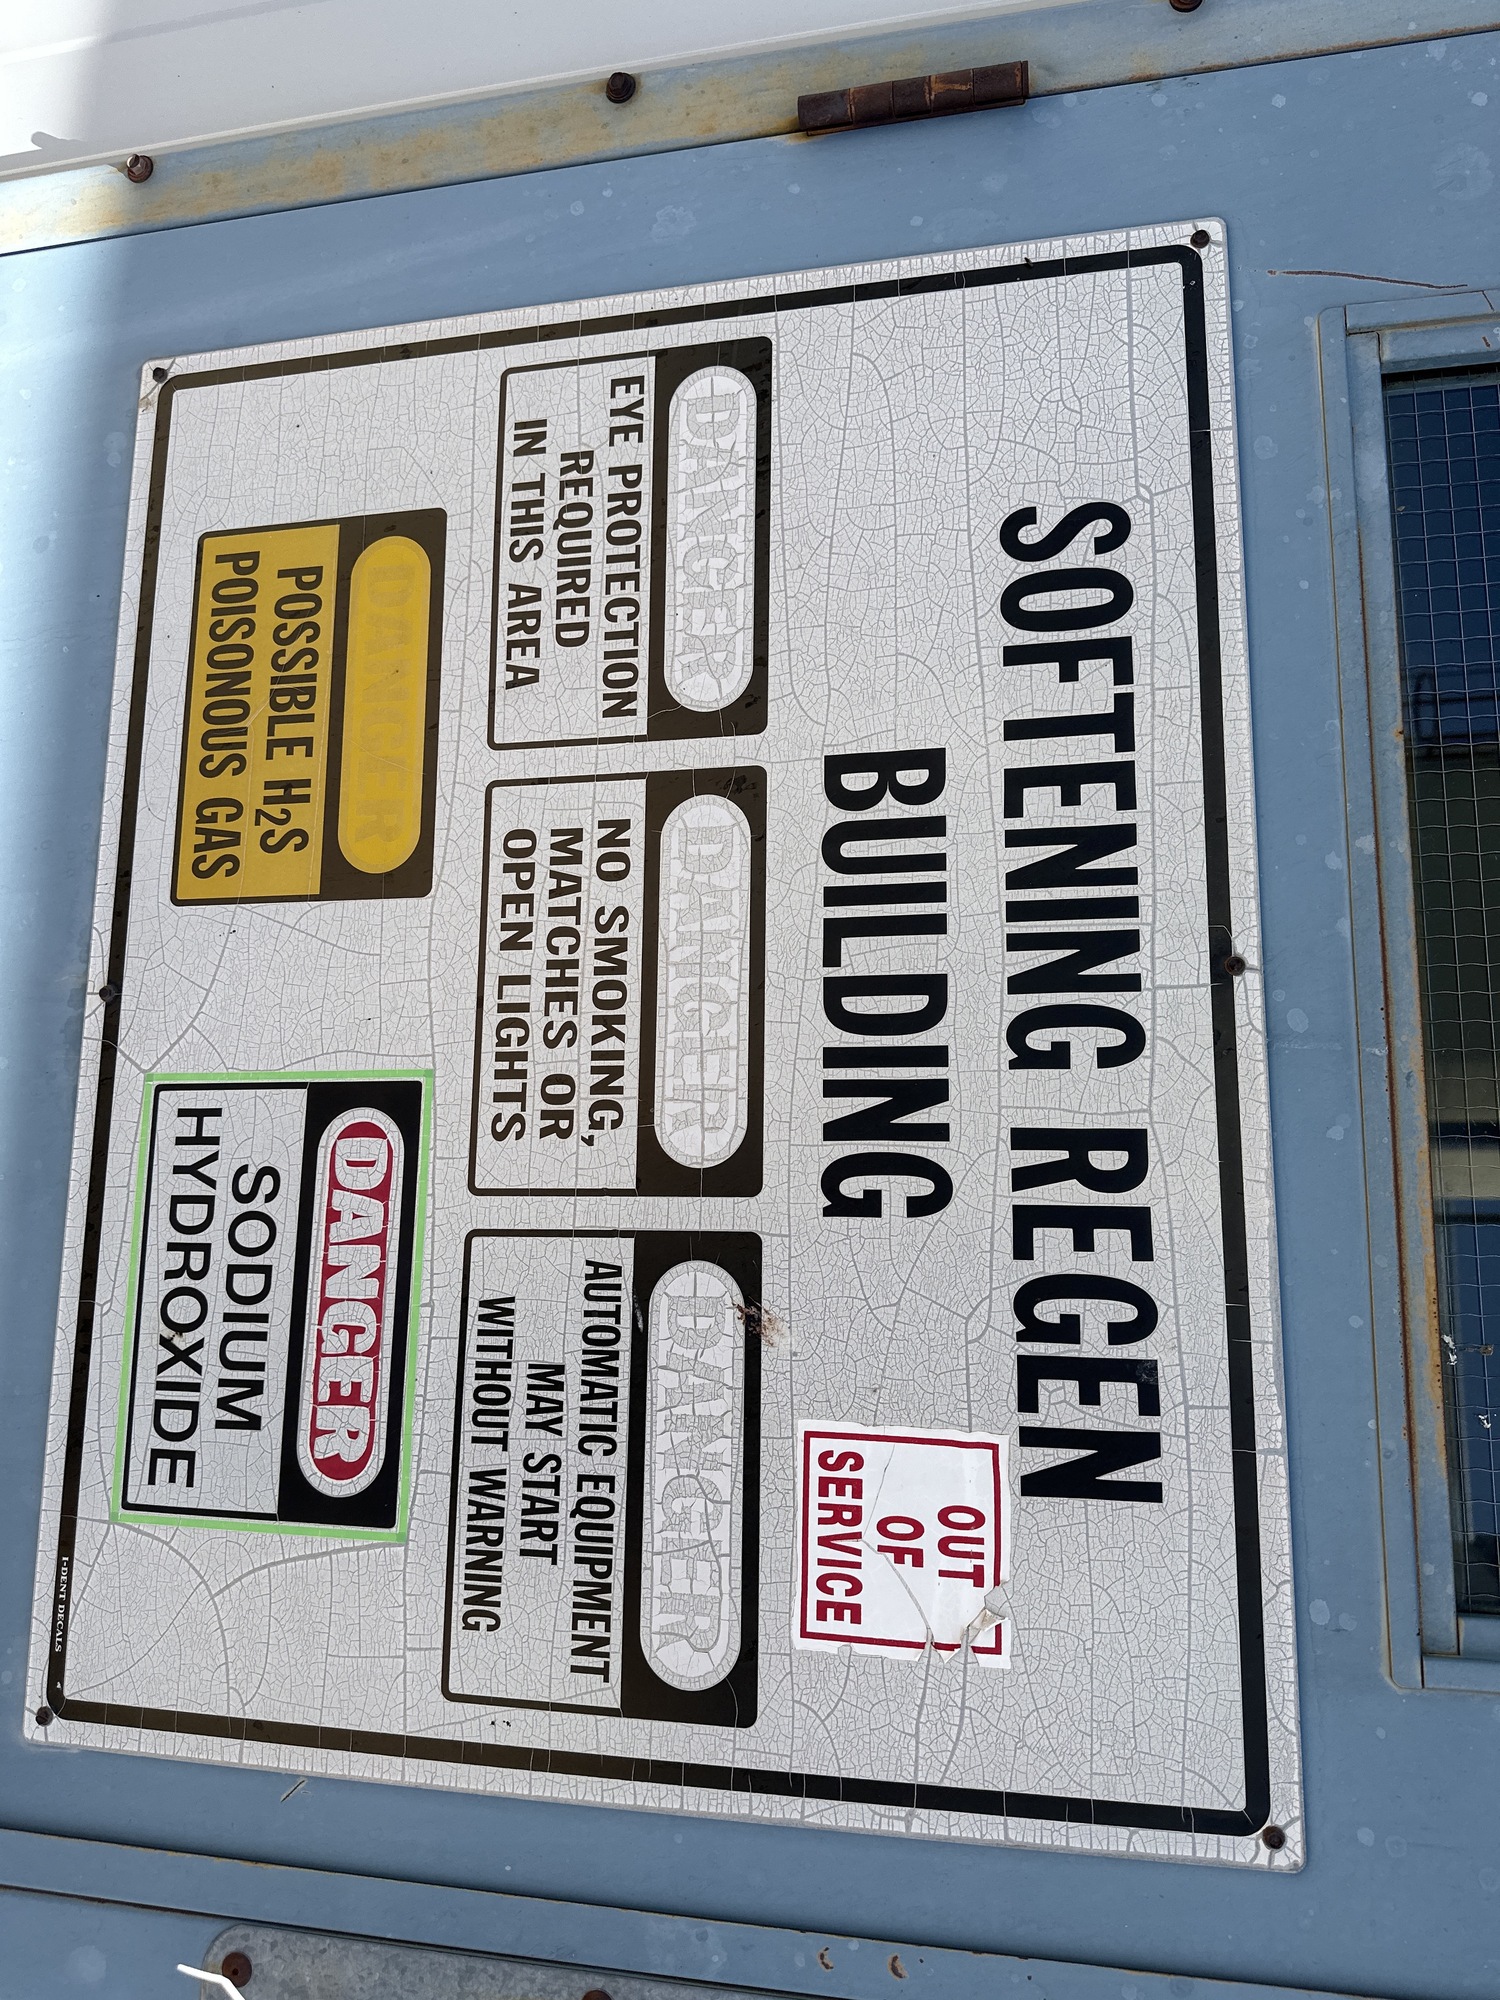 SOFTENING REGEN
BUILDING
OUT
OF
SERVICE
DANGER
EYE PROTECTION
REQUIRED
IN THIS AREA
DANGER
NO SMOKING,
MATCHES OR
OPEN LIGHTS
DANGER
AUTOMATIC EQUIPMENT
MAY START
WITHOUT WARNING
DANGER
POSSIBLE H2S
POISONOUS GAS
DANGER
SODIUM
HYDROXIDE
I-DENT DECALS